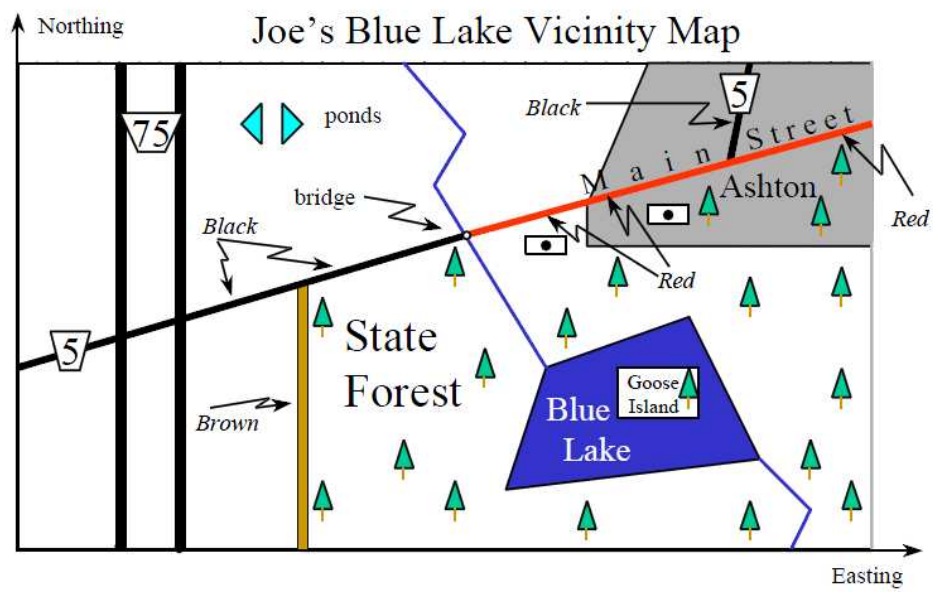 Northing
Joe's Blue Lake Vicinity Map
75
ponds
Black
5
Main Street
Ashton
bridge
Black
Red
Red
5
State
Forest
Brown
Goose
Island
Blue
Lake
Easting